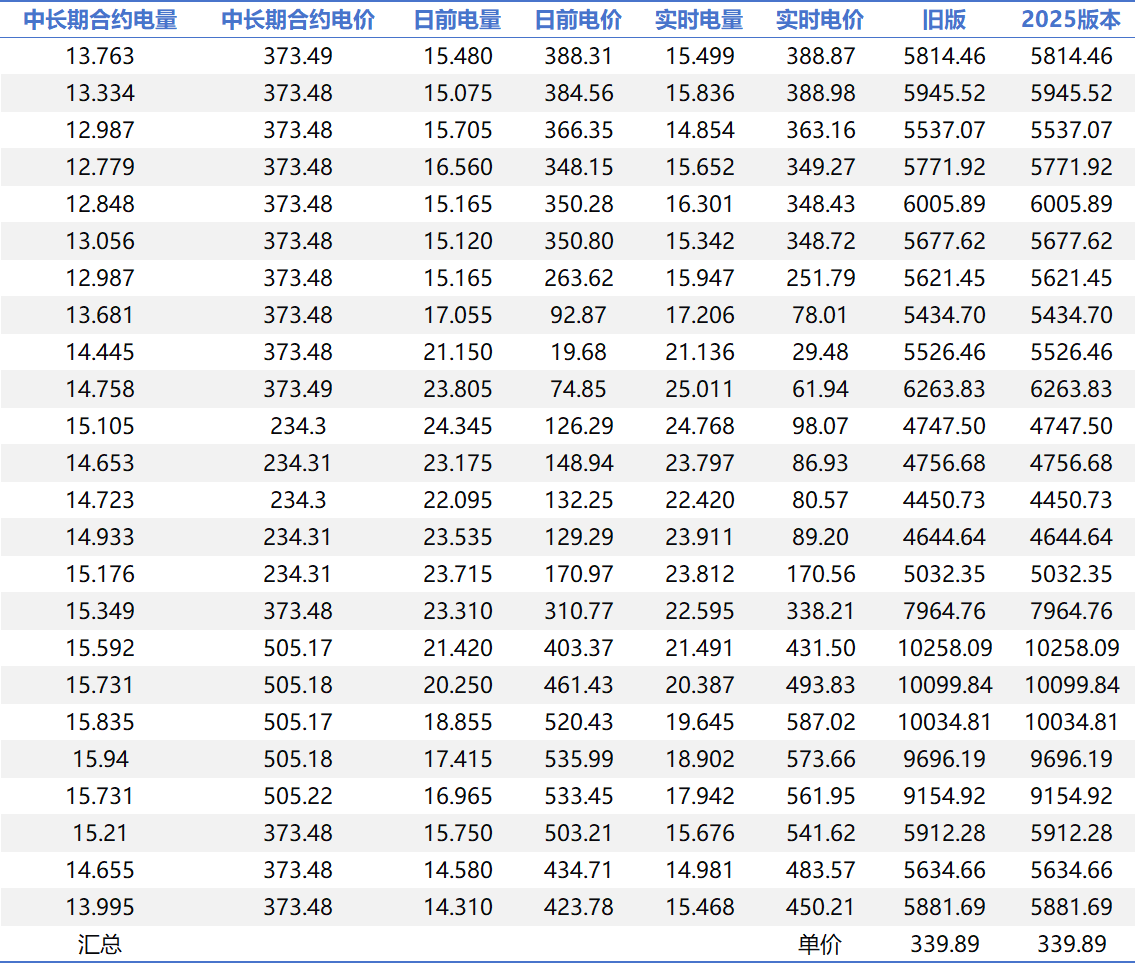 中长期合约电量 中长期合约电价 日前电量 日前电价 实时电量 实时电价 旧版 2025版本
13.763 373.49 15.480 388.31 15.499 388.87 5814.46 5814.46
13.334 373.48 15.075 384.56 15.836 388.98 5945.52 5945.52
12.987 373.48 15.705 366.35 14.854 363.16 5537.07 5537.07
12.779 373.48 16.560 348.15 15.652 349.27 5771.92 5771.92
12.848 373.48 15.165 350.28 16.301 348.43 6005.89 6005.89
13.056 373.48 15.120 350.80 15.342 348.72 5677.62 5677.62
12.987 373.48 15.165 263.62 15.947 251.79 5621.45 5621.45
13.681 373.48 17.055 92.87 17.206 78.01 5434.70 5434.70
14.445 373.48 21.150 19.68 21.136 29.48 5526.46 5526.46
14.758 373.49 23.805 74.85 25.011 61.94 6263.83 6263.83
15.105 234.3 24.345 126.29 24.768 98.07 4747.50 4747.50
14.653 234.31 23.175 148.94 23.797 86.93 4756.68 4756.68
14.723 234.3 22.095 132.25 22.420 80.57 4450.73 4450.73
14.933 234.31 23.535 129.29 23.911 89.20 4644.64 4644.64
15.176 234.31 23.715 170.97 23.812 170.56 5032.35 5032.35
15.349 373.48 23.310 310.77 22.595 338.21 7964.76 7964.76
15.592 505.17 21.420 403.37 21.491 431.50 10258.09 10258.09
15.731 505.18 20.250 461.43 20.387 493.83 10099.84 10099.84
15.835 505.17 18.855 520.43 19.645 587.02 10034.81 10034.81
15.94 505.18 17.415 535.99 18.902 573.66 9696.19 9696.19
15.731 505.22 16.965 533.45 17.942 561.95 9154.92 9154.92
15.21 373.48 15.750 503.21 15.676 541.62 5912.28 5912.28
14.655 373.48 14.580 434.71 14.981 483.57 5634.66 5634.66
13.995 373.48 14.310 423.78 15.468 450.21 5881.69 5881.69
汇总 单价 339.89 339.89